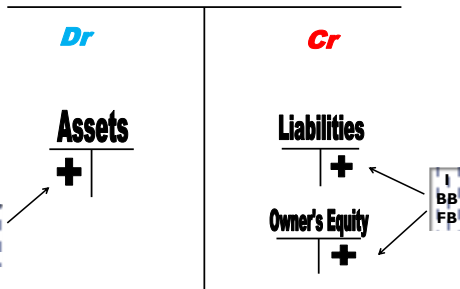 Dr
Cr
Assets
Liabilities
Owner's Equity
I
BB
FB